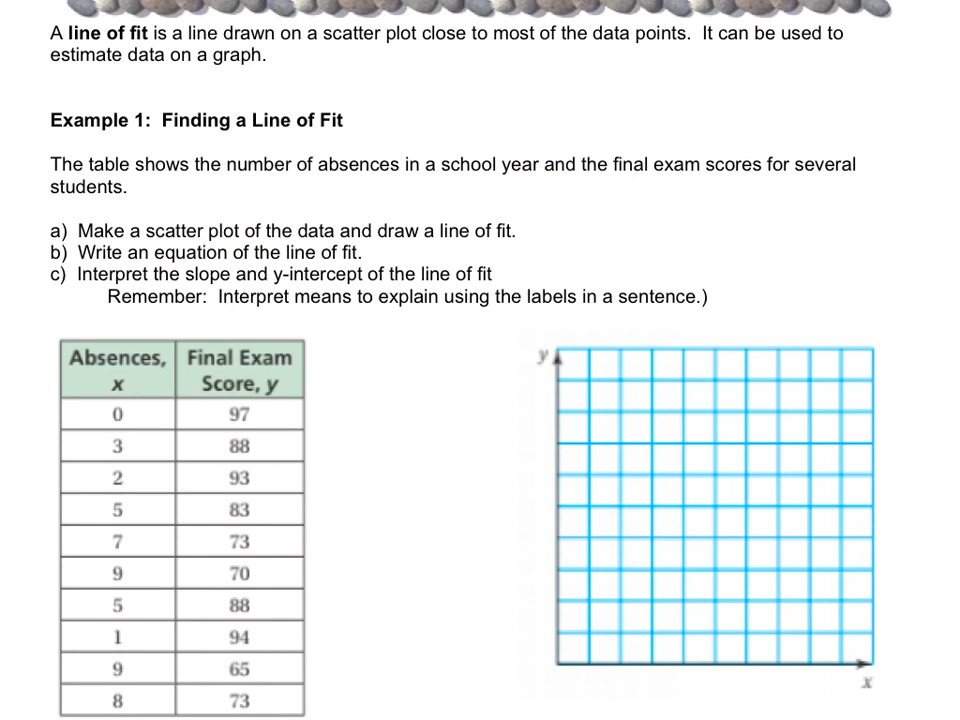 A line of fit is a line drawn on a scatter plot close to most of the data points.  It can be used to
estimate data on a graph.
Example 1:  Finding a Line of Fit
The table shows the number of absences in a school year and the final exam scores for several
students.
a)  Make a scatter plot of the data and draw a line of fit.
b)  Write an equation of the line of fit.
c)  Interpret the slope and y-intercept of the line of fit
Remember:  Interpret means to explain using the labels in a sentence.)
Absences, Final Exam
x Score, y
0 97
3 88
2 93
5 83
7 73
9 70
5 88
1 94
9 65
8 73
y
x